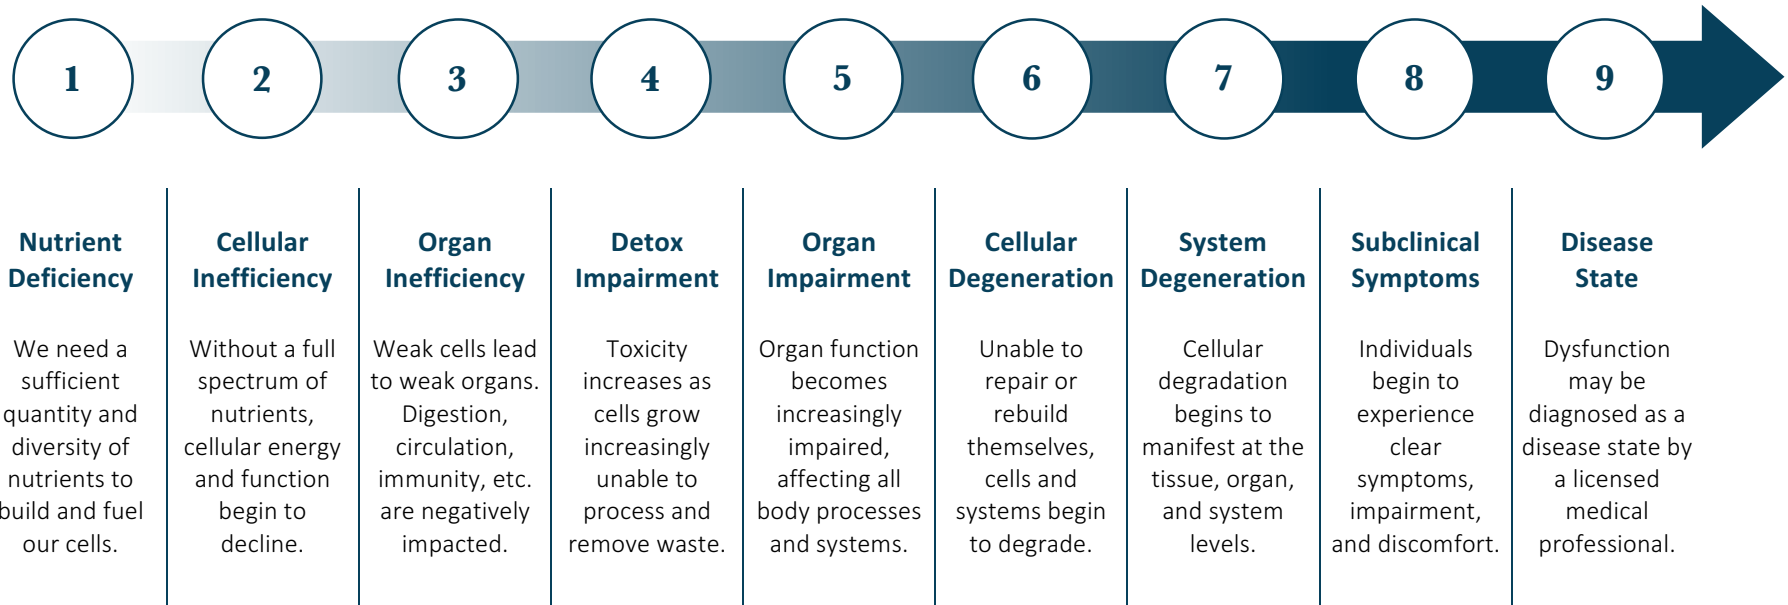 1
2
3
4
5
6
7
8
9
Nutrient
Deficiency
We need a
sufficient
quantity and
diversity of
nutrients to
build and fuel
our cells.
Cellular
Inefficiency
Without a full
spectrum of
nutrients,
cellular energy
and function
begin to
decline.
Organ
Inefficiency
Weak cells lead
to weak organs.
Digestion,
circulation,
immunity, etc.
are negatively
impacted.
Detox
Impairment
Toxicity
increases as
cells grow
increasingly
unable to
process and
remove waste.
Organ
Impairment
Organ function
becomes
increasingly
impaired,
affecting all
body processes
and systems.
Cellular
Degeneration
Unable to
repair or
rebuild
themselves,
cells and
systems begin
to degrade.
System
Degeneration
Cellular
degradation
begins to
manifest at the
tissue, organ,
and system
levels.
Subclinical
Symptoms
Individuals
begin to
experience
clear
symptoms,
impairment,
and discomfort.
Disease
State
Dysfunction
may be
diagnosed as a
disease state by
a licensed
medical
professional.